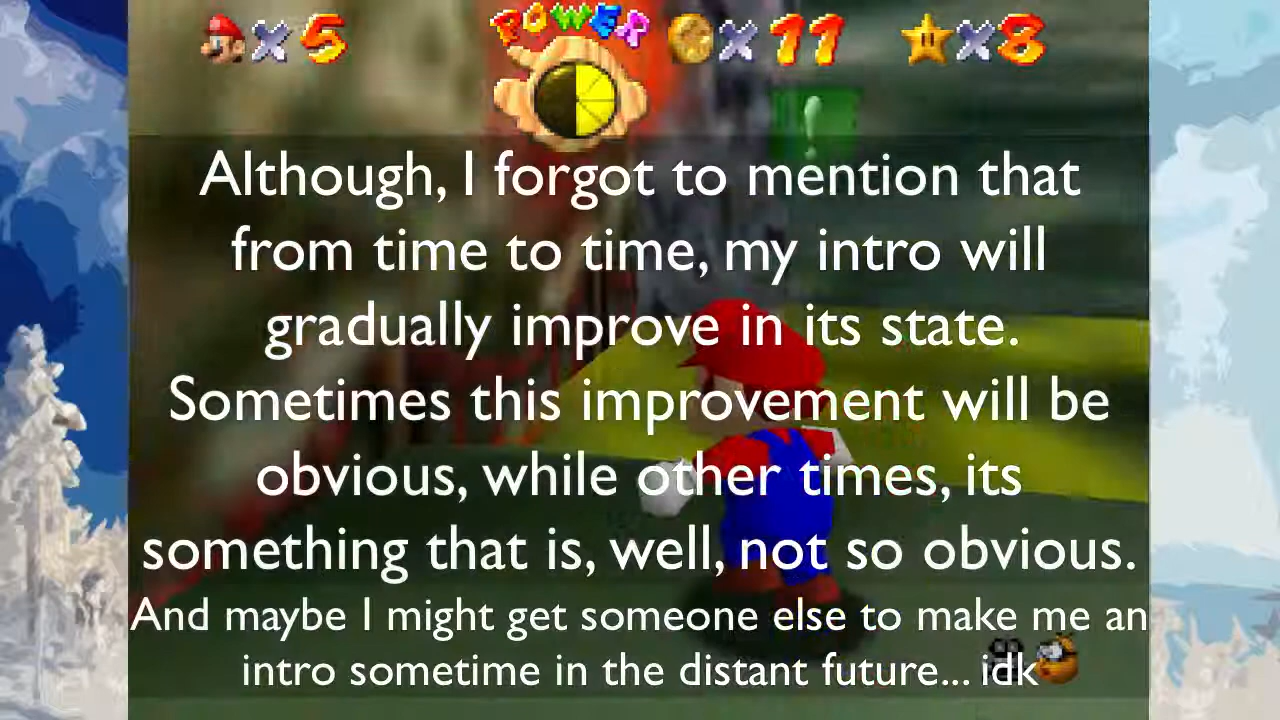 ×5 POWER ×11 ×8
!
Although, I forgot to mention that
from time to time, my intro will
gradually improve in its state.
Sometimes this improvement will be
obvious, while other times, its
something that is, well, not so obvious.
And maybe I might get someone else to make me an
intro sometime in the distant future... idk